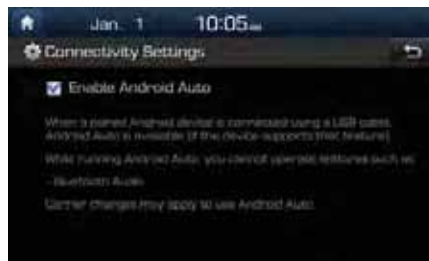 Jan. 1 10:05
Connectivity Settings
Enable Android Auto
When a paired Android device is connected using a USB cable,
Android Auto is available (if the device supports that feature).
While running Android Auto, you cannot operate features such as:
- Bluetooth Audio
Carrier charges may apply to use Android Auto.